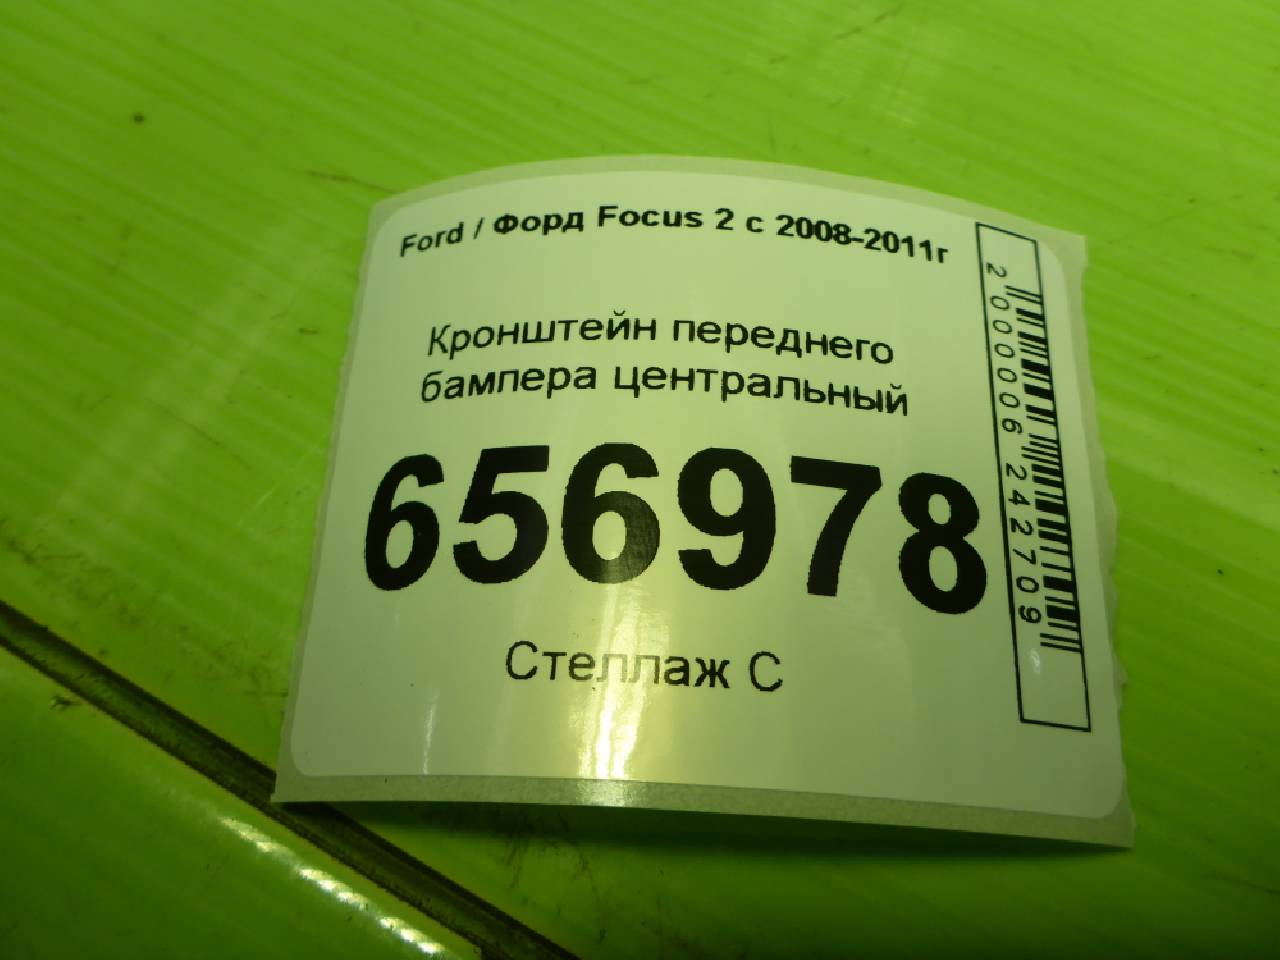 Ford / Форд Focus 2 с 2008-2011г
Кронштейн переднего
бампера центральный
656978
Стеллаж С
2000006242709